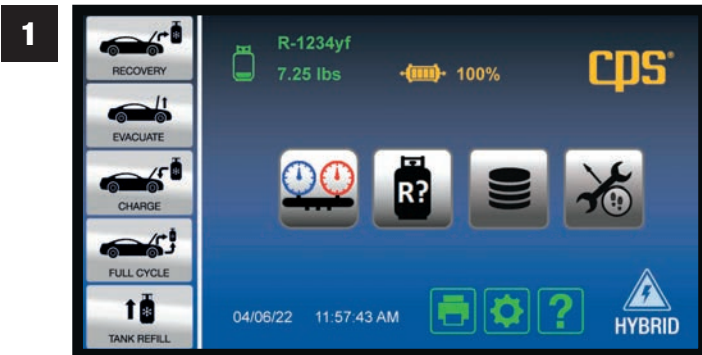 1
RECOVERY
EVACUATE
CHARGE
FULL CYCLE
TANK REFILL
R-1234yf
7.25 lbs
100%
cps®
R?
04/06/22 11:57:43 AM
?
HYBRID